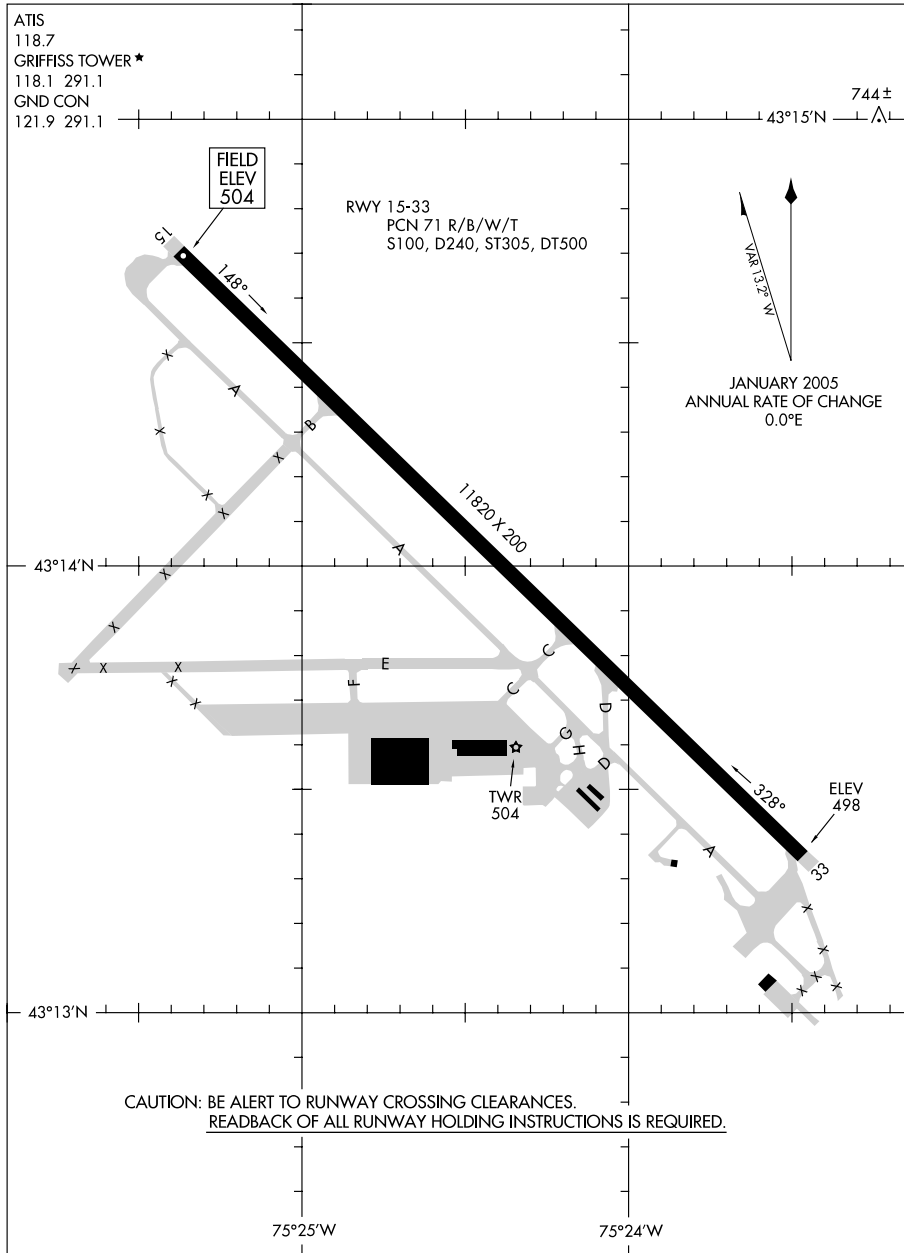 ATIS
118.7
GRIFFISS TOWER★
118.1 291.1
GND CON
121.9 291.1
744±
43°15'N
FIELD
ELEV
504
RWY 15-33
PCN 71 R/B/W/T
S100, D240, ST305, DT500
15
148°
VAR 13.2° W
JANUARY 2005
ANNUAL RATE OF CHANGE
0.0°E
X
A
B
X
X
11820 X 200
X
X
A
43°14'N
X
X
C
X
X
X
E
X
F
C
X
D
G
H
D
TWR
504
328°
ELEV
498
A
33
X
X
X
X
X
43°13'N
CAUTION: BE ALERT TO RUNWAY CROSSING CLEARANCES.
READBACK OF ALL RUNWAY HOLDING INSTRUCTIONS IS REQUIRED.
75°25'W
75°24'W